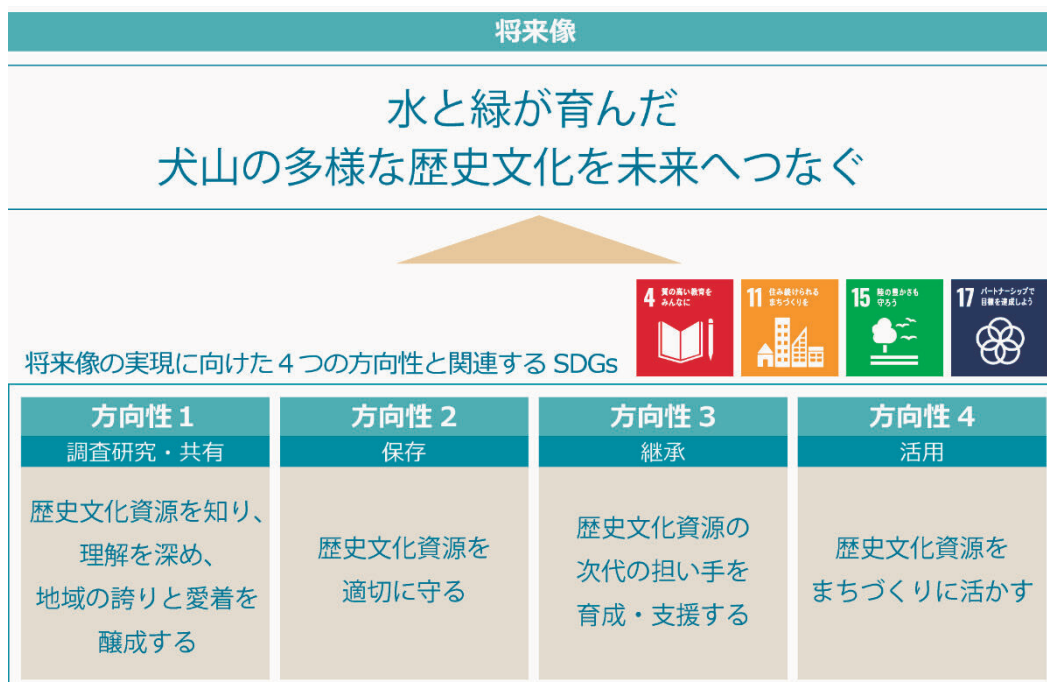 将来像
水と緑が育んだ
犬山の多様な歴史文化を未来へつなぐ
4 質の高い教育を
みんなに
11 住み続けられる
まちづくりを
15 陸の豊かさも
守ろう
17 パートナーシップで
目標を達成しよう
将来像の実現に向けた４つの方向性と関連する SDGs
方向性１
調査研究・共有
歴史文化資源を知り、
理解を深め、
地域の誇りと愛着を
醸成する
方向性２
保存
歴史文化資源を
適切に守る
方向性３
継承
歴史文化資源の
次代の担い手を
育成・支援する
方向性４
活用
歴史文化資源を
まちづくりに活かす